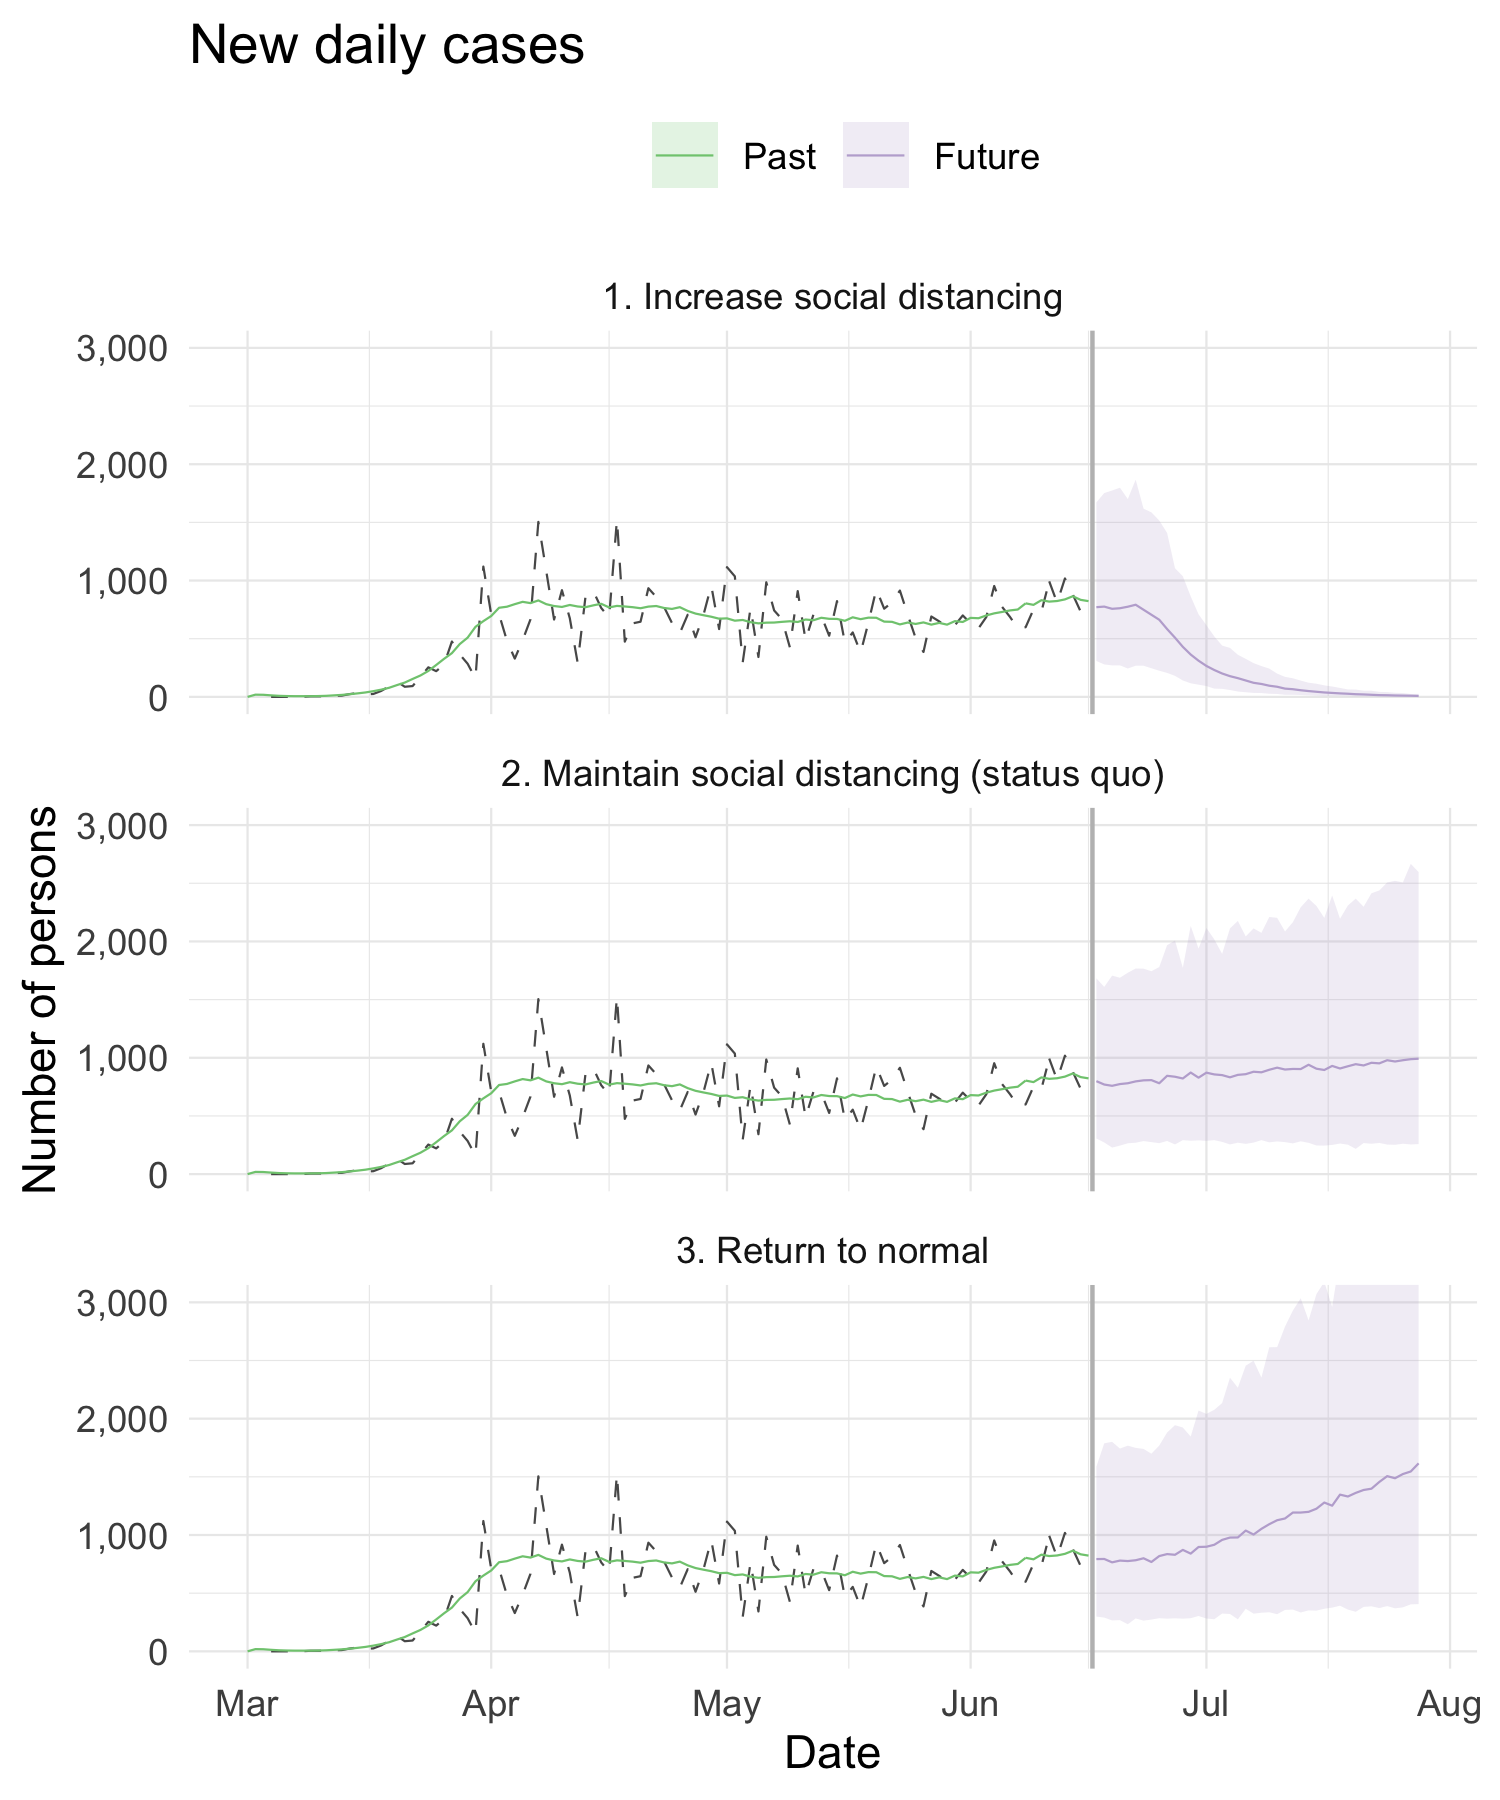 New daily cases
Past Future
1. Increase social distancing
3,000
2,000
1,000
0
2. Maintain social distancing (status quo)
3,000
2,000
1,000
0
3. Return to normal
3,000
2,000
1,000
0
Number of persons
Mar Apr May Jun Jul Aug
Date